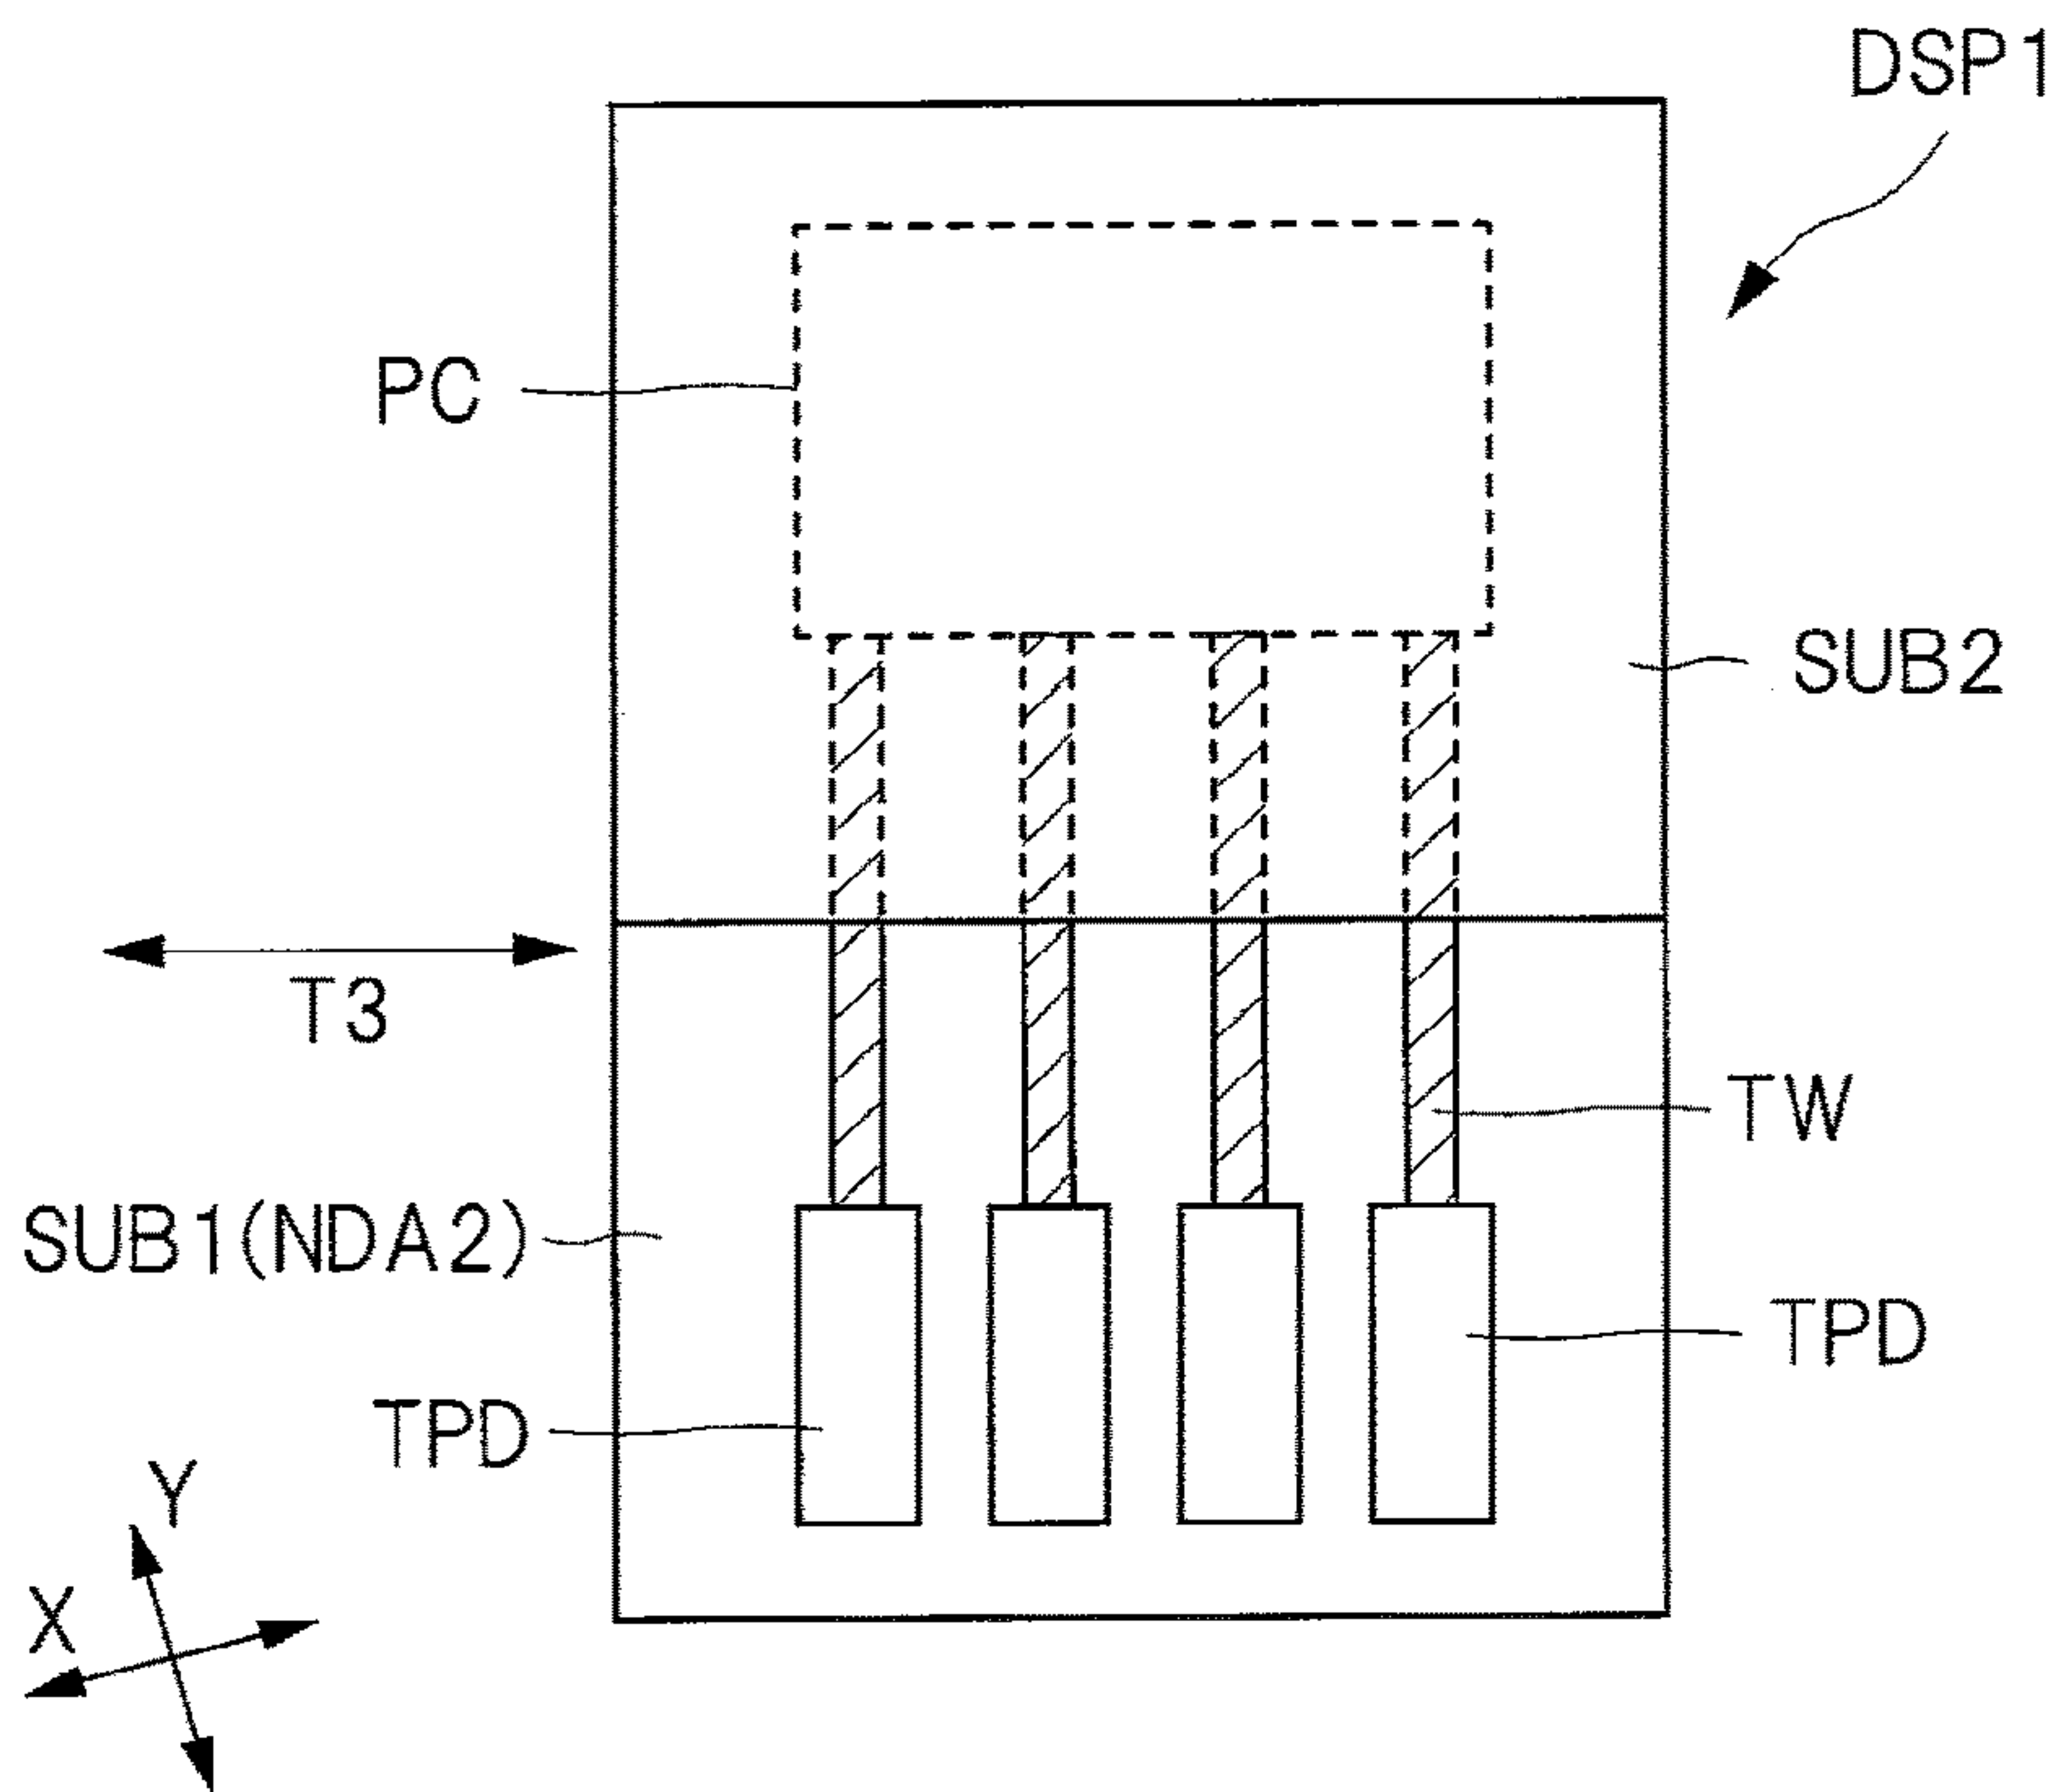 DSP1
PC
SUB2
T3
TW
SUB1(NDA2)
TPD
TPD
Y
X